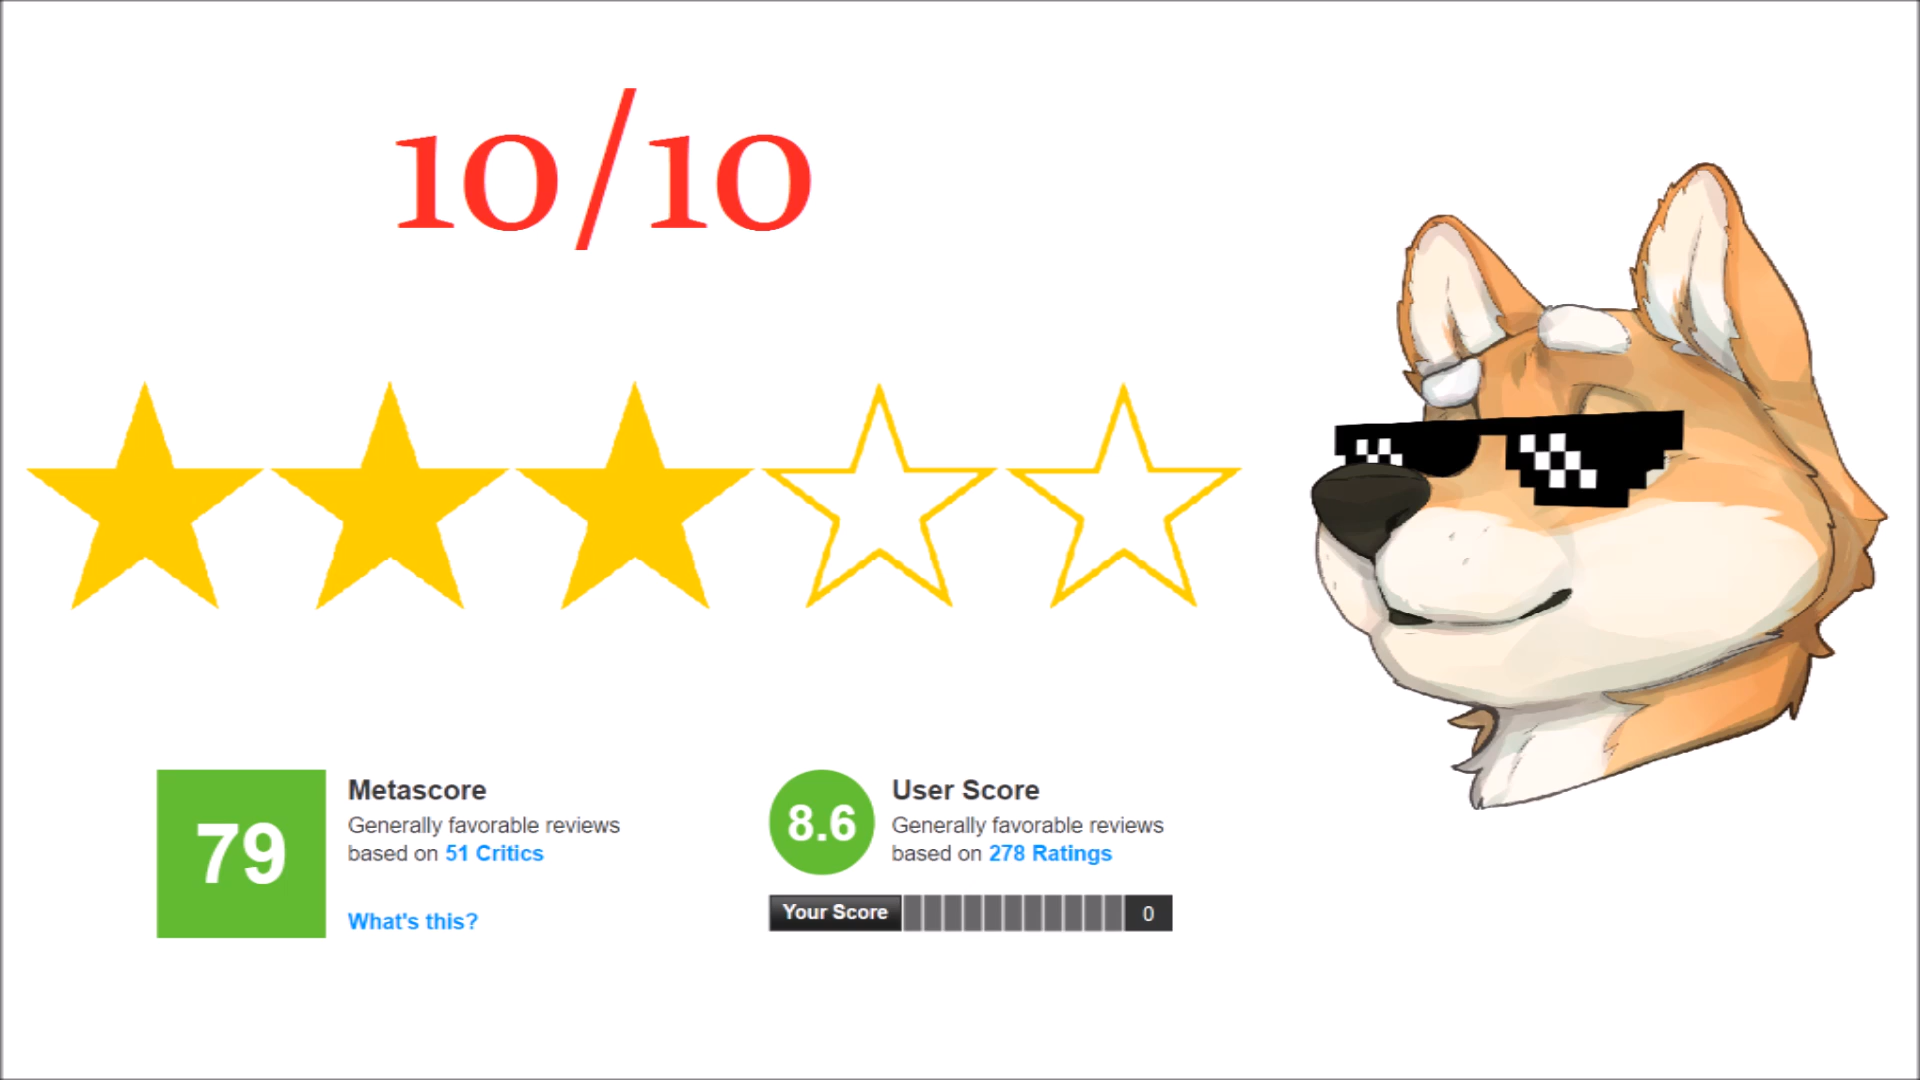 10/10
79
Metascore
Generally favorable reviews
based on 51 Critics
What's this?
8.6
User Score
Generally favorable reviews
based on 278 Ratings
Your Score 0